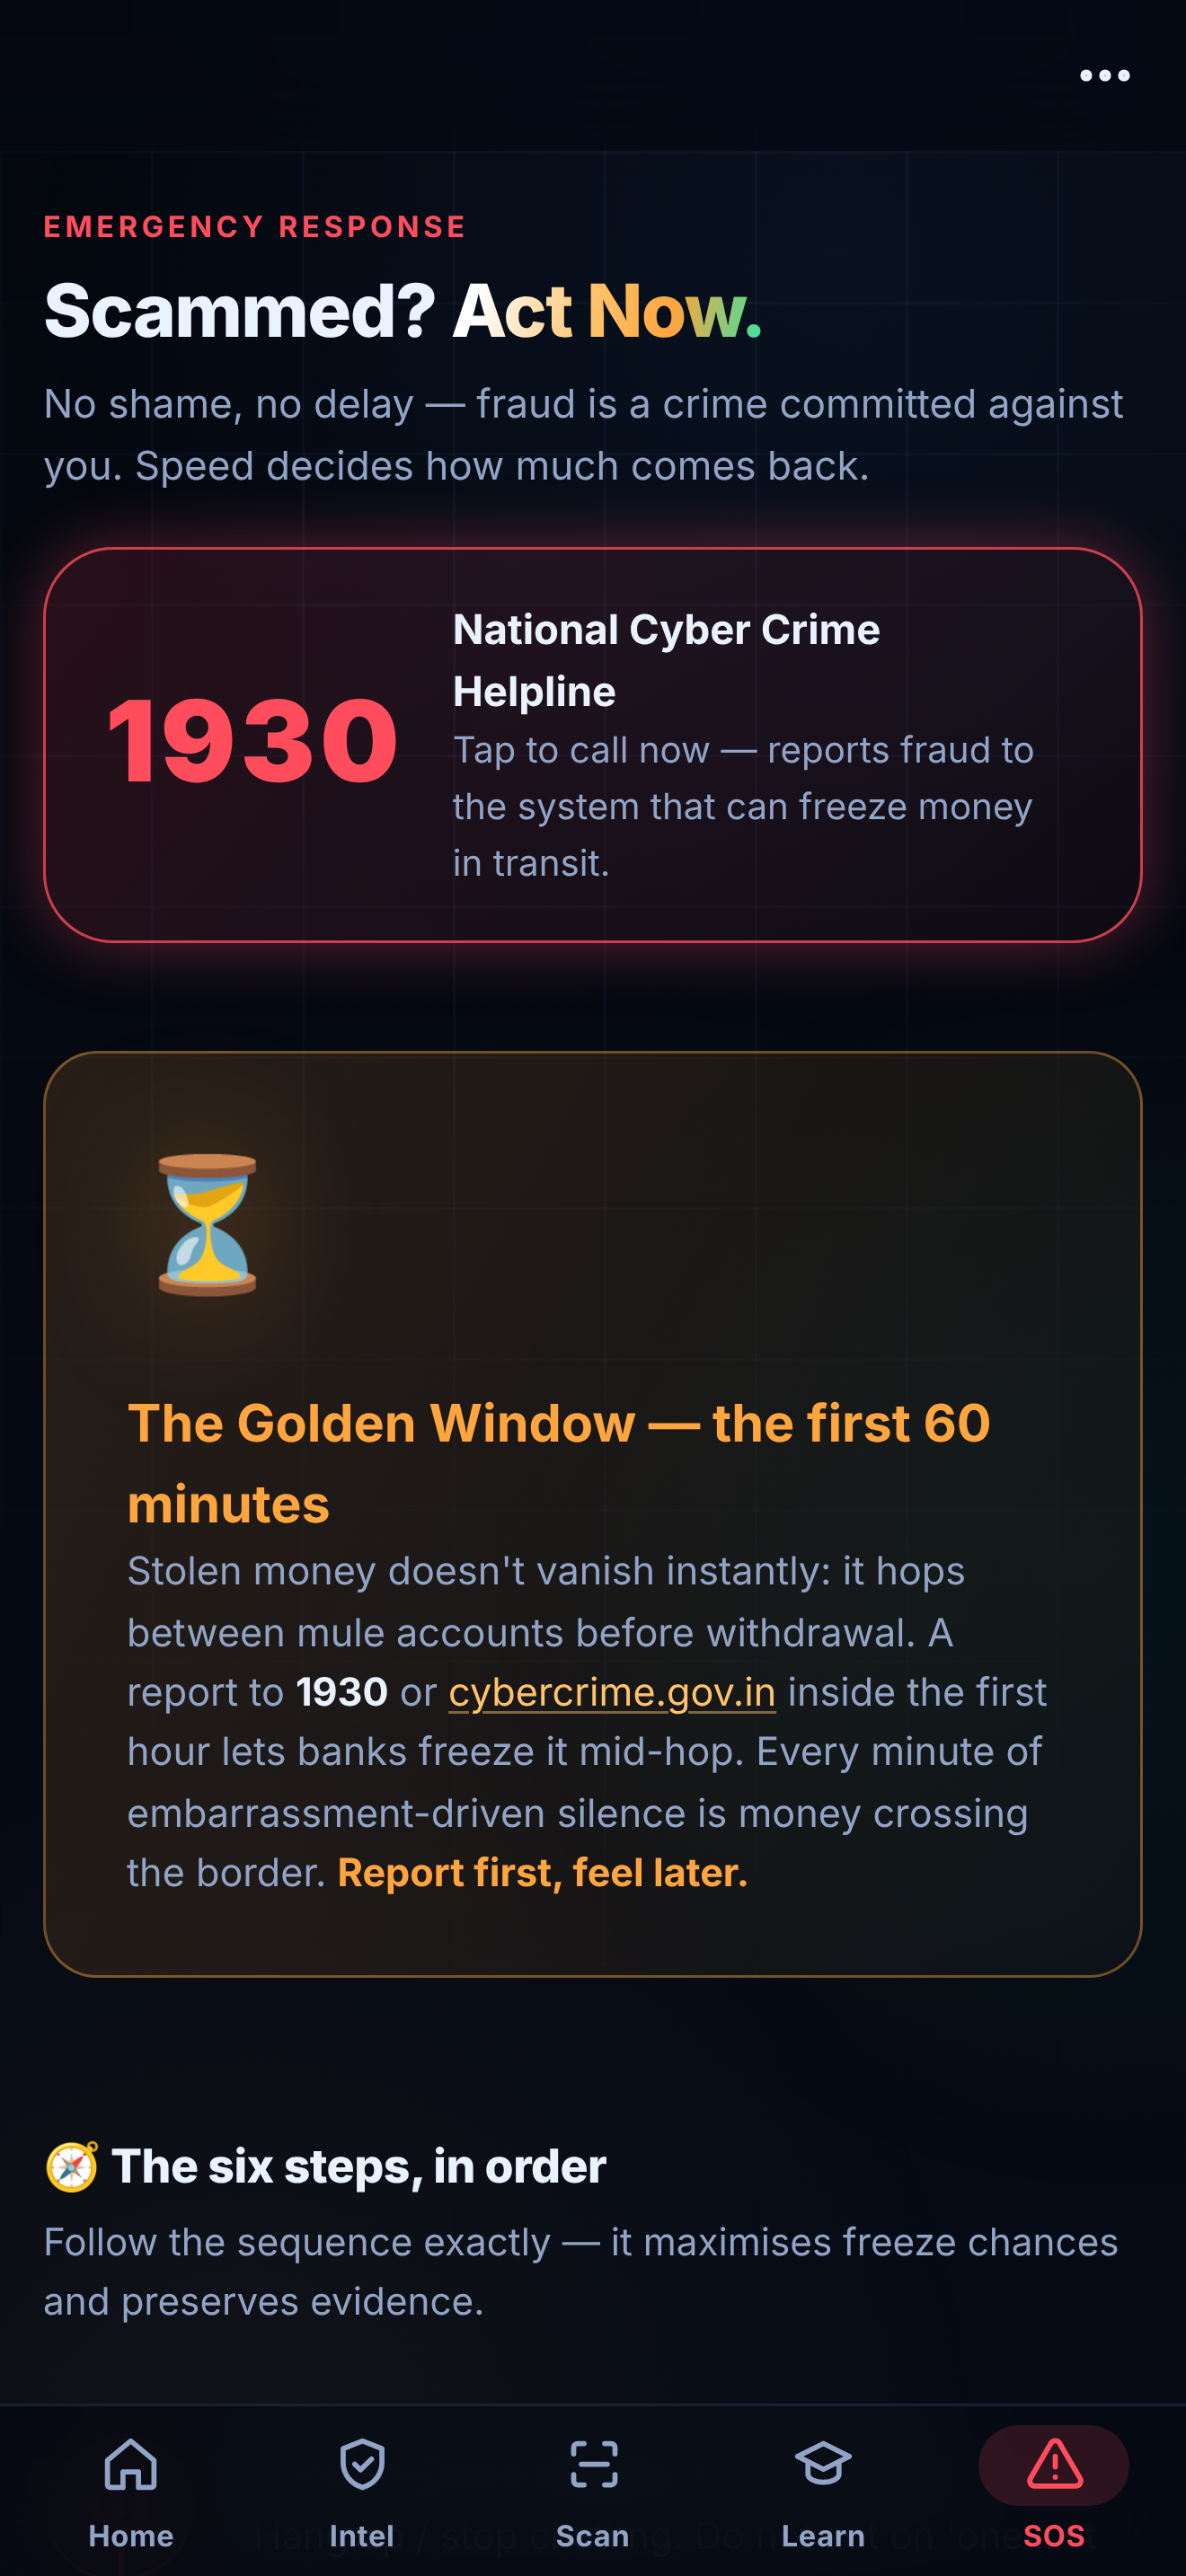 EMERGENCY RESPONSE
Scammed? Act Now.
No shame, no delay — fraud is a crime committed against
you. Speed decides how much comes back.
1930
National Cyber Crime
Helpline
Tap to call now — reports fraud to
the system that can freeze money
in transit.
The Golden Window — the first 60
minutes
Stolen money doesn't vanish instantly: it hops
between mule accounts before withdrawal. A
report to 1930 or cybercrime.gov.in inside the first
hour lets banks freeze it mid-hop. Every minute of
embarrassment-driven silence is money crossing
the border. Report first, feel later.
The six steps, in order
Follow the sequence exactly — it maximises freeze chances
and preserves evidence.
Home Intel Scan Learn SOS